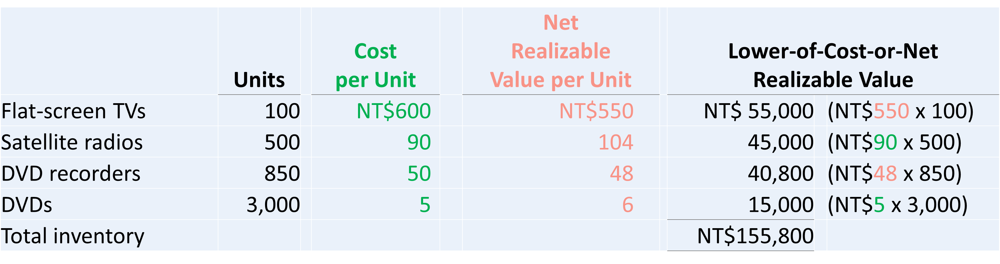 Units
Cost
per Unit
Net
Realizable
Value per Unit
Lower-of-Cost-or-Net
Realizable Value
Flat-screen TVs 100 NT$600 NT$550 NT$ 55,000 (NT$550 x 100)
Satellite radios 500 90 104 45,000 (NT$90 x 500)
DVD recorders 850 50 48 40,800 (NT$48 x 850)
DVDs 3,000 5 6 15,000 (NT$5 x 3,000)
Total inventory NT$155,800